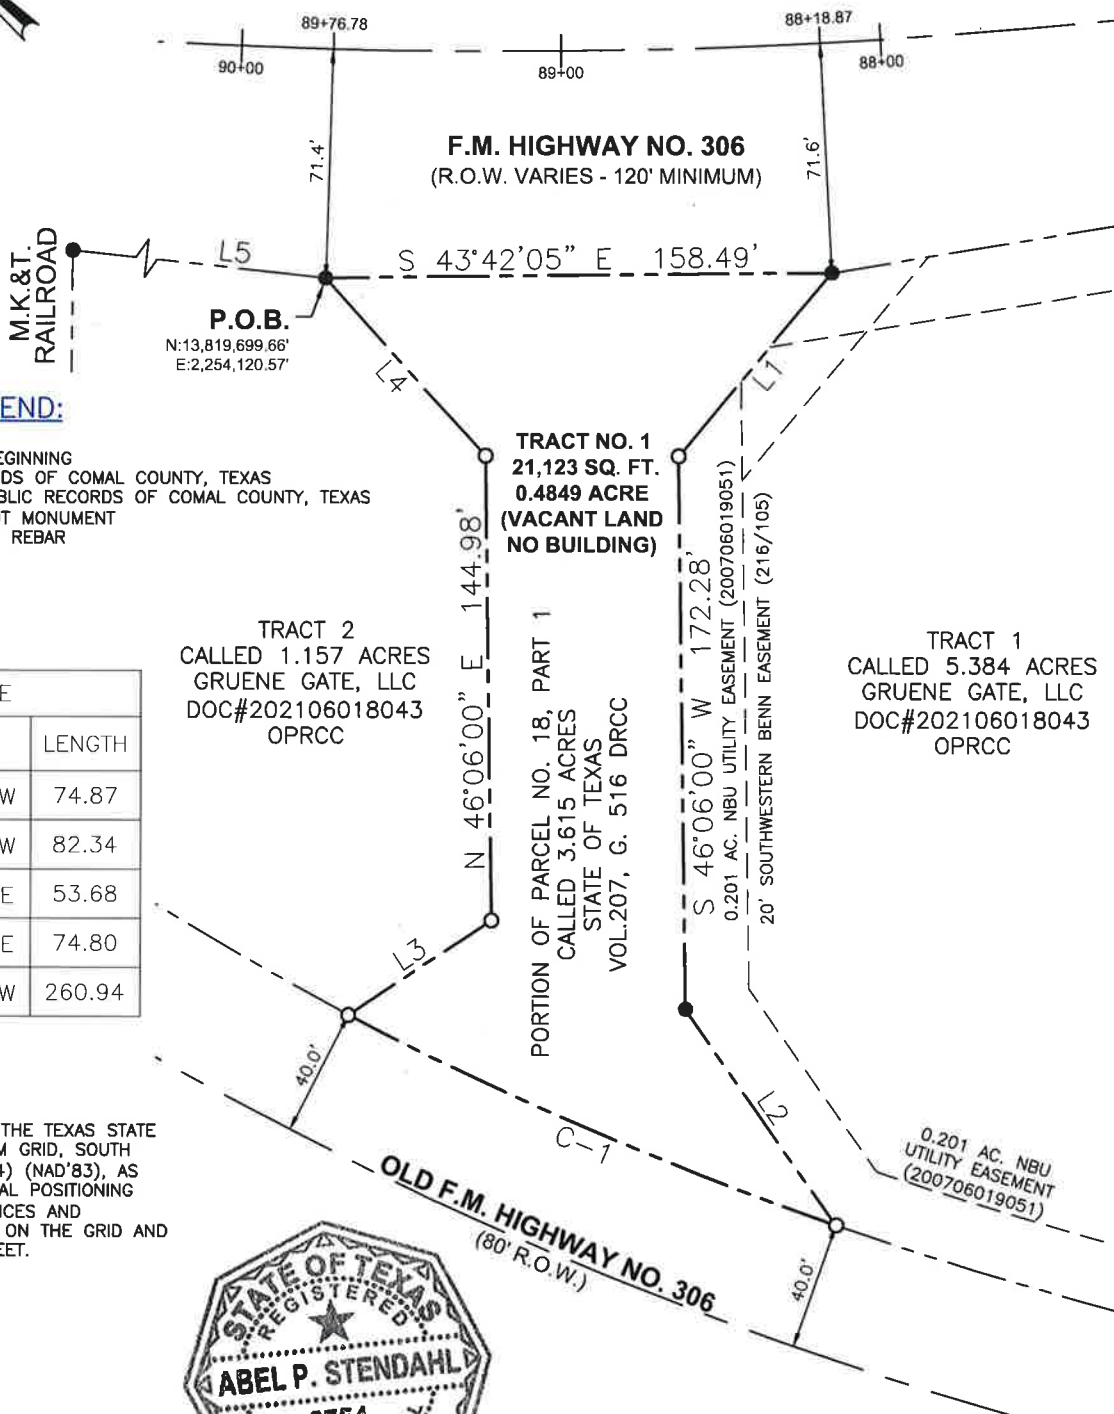 89+76.78
88+18.87
90+00
89+00
88+00
71.4'
F.M. HIGHWAY NO. 306
(R.O.W. VARIES - 120' MINIMUM)
71.6'
M.K.&T.
RAILROAD
L5
S 43°42'05" E 158.49'
P.O.B.
N:13,819,699.66'
E:2,254,120.57'
L4
L1
END:
EGINNING
DS OF COMAL COUNTY, TEXAS
BLIC RECORDS OF COMAL COUNTY, TEXAS
T MONUMENT
REBAR
TRACT NO. 1
21,123 SQ. FT.
0.4849 ACRE
(VACANT LAND
NO BUILDING)
N 46°06'00" E 144.98'
S 46°06'00" W 172.28'
0.201 AC. NBU UTILITY EASEMENT (200706019051)
20' SOUTHWESTERN BENN EASEMENT (216/105)
TRACT 2
CALLED 1.157 ACRES
GRUENE GATE, LLC
DOC#202106018043
OPRCC
PORTION OF PARCEL NO. 18, PART 1
CALLED 3.615 ACRES
STATE OF TEXAS
VOL.207, G. 516 DRCC
TRACT 1
CALLED 5.384 ACRES
GRUENE GATE, LLC
DOC#202106018043
OPRCC
E
LENGTH
W 74.87
W 82.34
E 53.68
E 74.80
W 260.94
L3
40.0'
C-1
L2
0.201 AC. NBU
UTILITY EASEMENT
(200706019051)
THE TEXAS STATE
M GRID, SOUTH
4) (NAD'83), AS
AL POSITIONING
ICES AND
ON THE GRID AND
EET.
OLD F.M. HIGHWAY NO. 306
(80' R.O.W.)
40.0'
STATE OF TEXAS
REGISTERED
ABEL P. STENDAHL